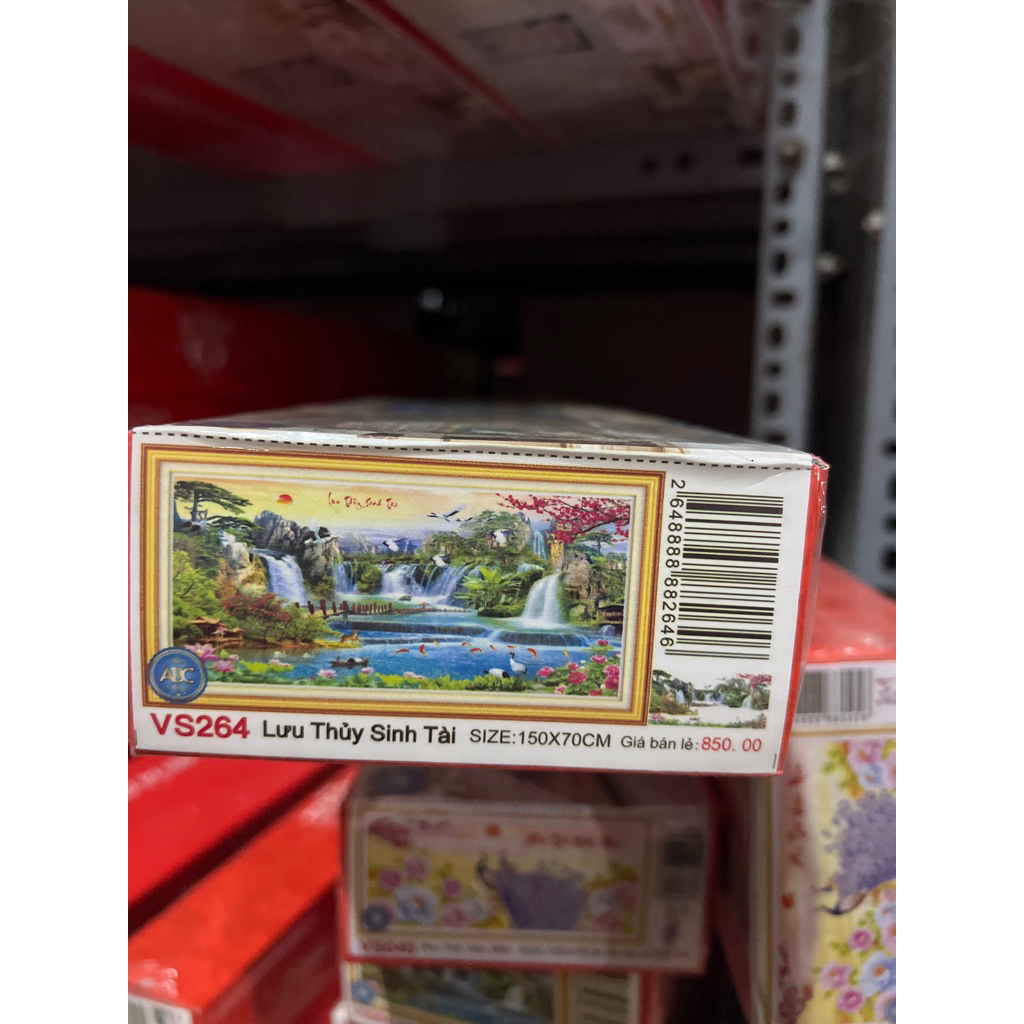 Lưu Thủy Sinh Tài
2 648888 882646
ABC
VS264 Lưu Thủy Sinh Tài SIZE:150X70CM Giá bán lẻ:850. 00